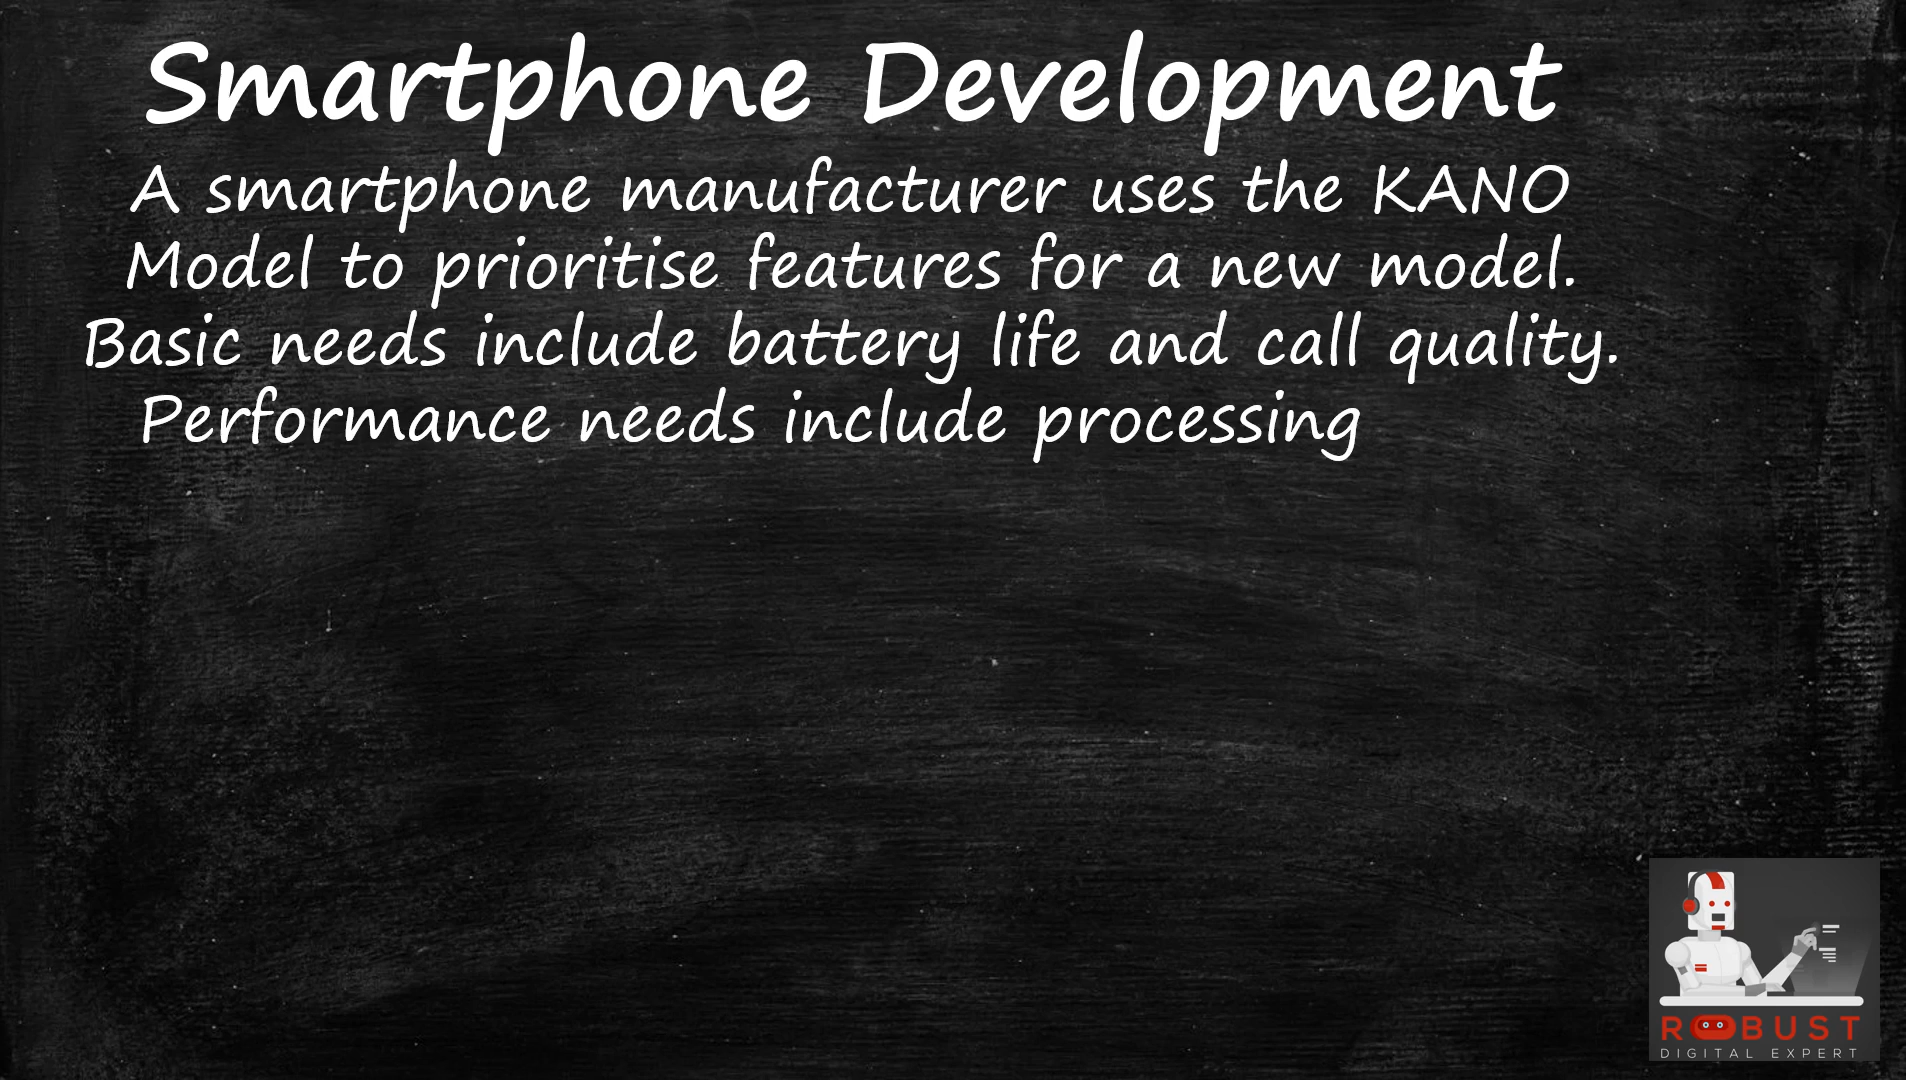 Smartphone Development
A smartphone manufacturer uses the KANO
Model to prioritise features for a new model.
Basic needs include battery life and call quality.
Performance needs include processing
ROBUST
DIGITAL EXPERT